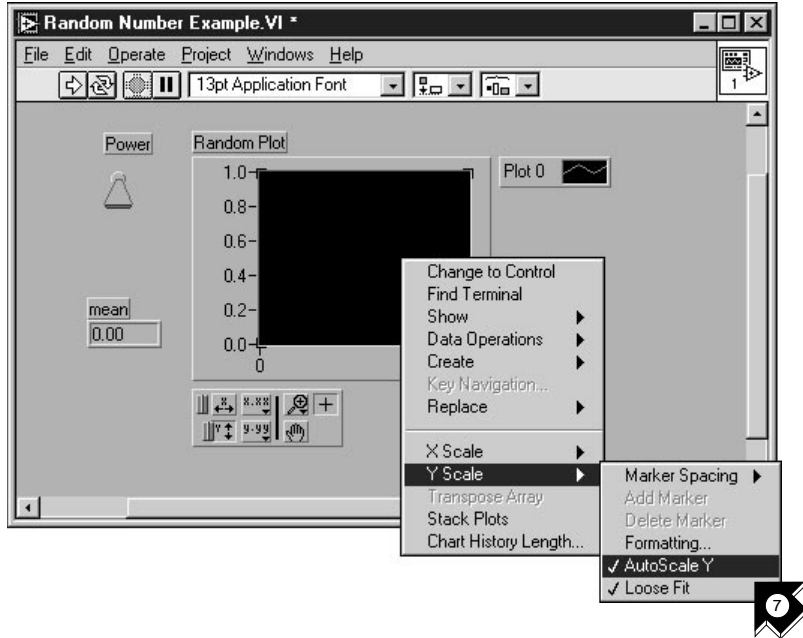 Random Number Example.VI *
File Edit Operate Project Windows Help
13pt Application Font
1
Power
Random Plot
Plot 0
1.0
0.8
0.6
0.4
0.2
0.0
0
mean
0.00
x.xx
y.yy
Change to Control
Find Terminal
Show
Data Operations
Create
Key Navigation...
Replace
X Scale
Y Scale
Transpose Array
Stack Plots
Chart History Length...
Marker Spacing
Add Marker
Delete Marker
Formatting...
✓ AutoScale Y
✓ Loose Fit
7